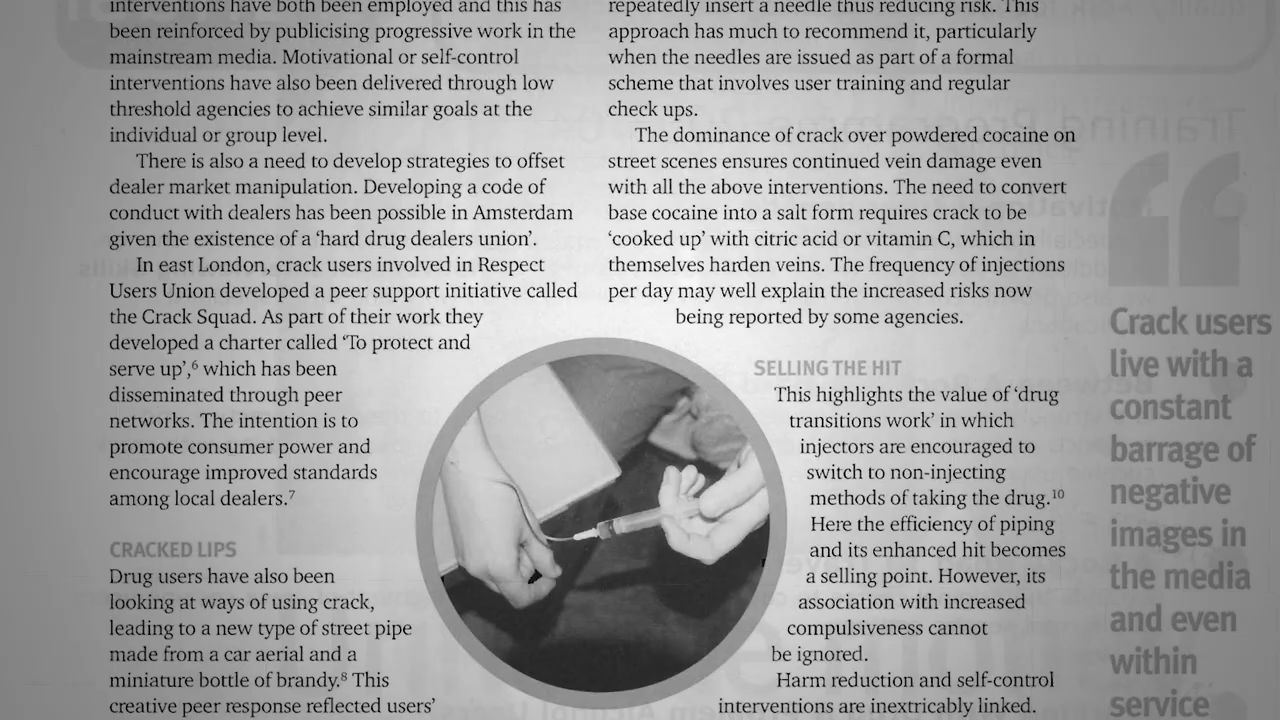 interventions have both been employed and this has
been reinforced by publicising progressive work in the
mainstream media. Motivational or self-control
interventions have also been delivered through low
threshold agencies to achieve similar goals at the
individual or group level.
There is also a need to develop strategies to offset
dealer market manipulation. Developing a code of
conduct with dealers has been possible in Amsterdam
given the existence of a ‘hard drug dealers union’.
In east London, crack users involved in Respect
Users Union developed a peer support initiative called
the Crack Squad. As part of their work they
developed a charter called ‘To protect and
serve up’,⁶ which has been
disseminated through peer
networks. The intention is to
promote consumer power and
encourage improved standards
among local dealers.⁷
CRACKED LIPS
Drug users have also been
looking at ways of using crack,
leading to a new type of street pipe
made from a car aerial and a
miniature bottle of brandy.⁸ This
creative peer response reflected users’
repeatedly insert a needle thus reducing risk. This
approach has much to recommend it, particularly
when the needles are issued as part of a formal
scheme that involves user training and regular
check ups.
The dominance of crack over powdered cocaine on
street scenes ensures continued vein damage even
with all the above interventions. The need to convert
base cocaine into a salt form requires crack to be
‘cooked up’ with citric acid or vitamin C, which in
themselves harden veins. The frequency of injections
per day may well explain the increased risks now
being reported by some agencies.
SELLING THE HIT
This highlights the value of ‘drug
transitions work’ in which
injectors are encouraged to
switch to non-injecting
methods of taking the drug.¹⁰
Here the efficiency of piping
and its enhanced hit becomes
a selling point. However, its
association with increased
compulsiveness cannot
be ignored.
Harm reduction and self-control
interventions are inextricably linked.
“
Crack users
live with a
constant
barrage of
negative
images in
the media
and even
within
service